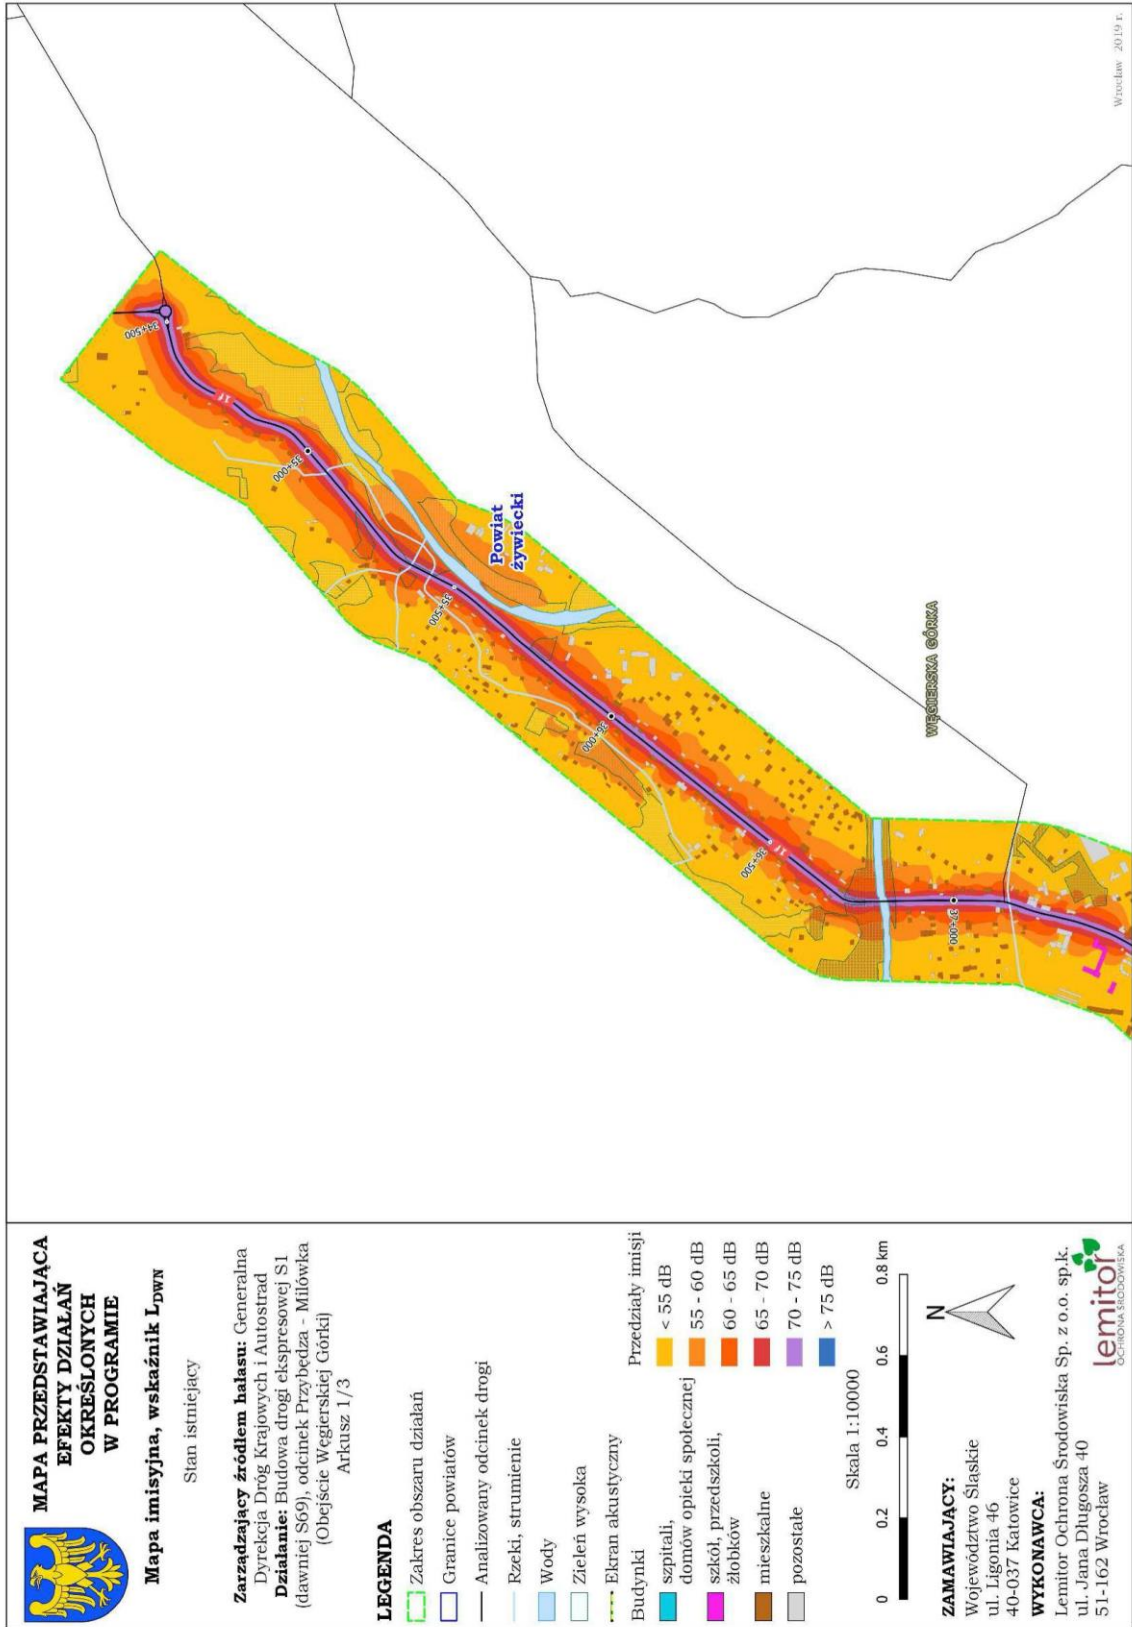 MAPA PRZEDSTAWIAJĄCA
EFEKTY DZIAŁAŃ
OKREŚLONYCH
W PROGRAMIE
Mapa imisyjna, wskaźnik LDWN
Stan istniejący
Zarządzający źródłem hałasu: Generalna
Dyrekcja Dróg Krajowych i Autostrad
Działanie: Budowa drogi ekspresowej S1
(dawniej S69), odcinek Przybędza - Milówka
(Obejście Węgierskiej Górki)
Arkusz 1/3
LEGENDA
Zakres obszaru działań
Granice powiatów
Analizowany odcinek drogi
Rzeki, strumienie
Wody
Zieleń wysoka
Ekran akustyczny
Budynki
szpitali,
domów opieki społecznej
szkół, przedszkoli,
żłobków
mieszkalne
pozostałe
Przedziały imisji
< 55 dB
55 - 60 dB
60 - 65 dB
65 - 70 dB
70 - 75 dB
> 75 dB
Skala 1:10000
0 0.2 0.4 0.6 0.8 km
N
ZAMAWIAJĄCY:
Województwo Śląskie
ul. Ligonia 46
40-037 Katowice
WYKONAWCA:
Lemitor Ochrona Środowiska Sp. z o.o. sp.k.
ul. Jana Długosza 40
51-162 Wrocław
lemitor
OCHRONA ŚRODOWISKA
34+500
35+000
35+500
Powiat
żywiecki
36+000
36+500
37+000
WĘGIERSKA GÓRKA
Wrocław 2019 r.